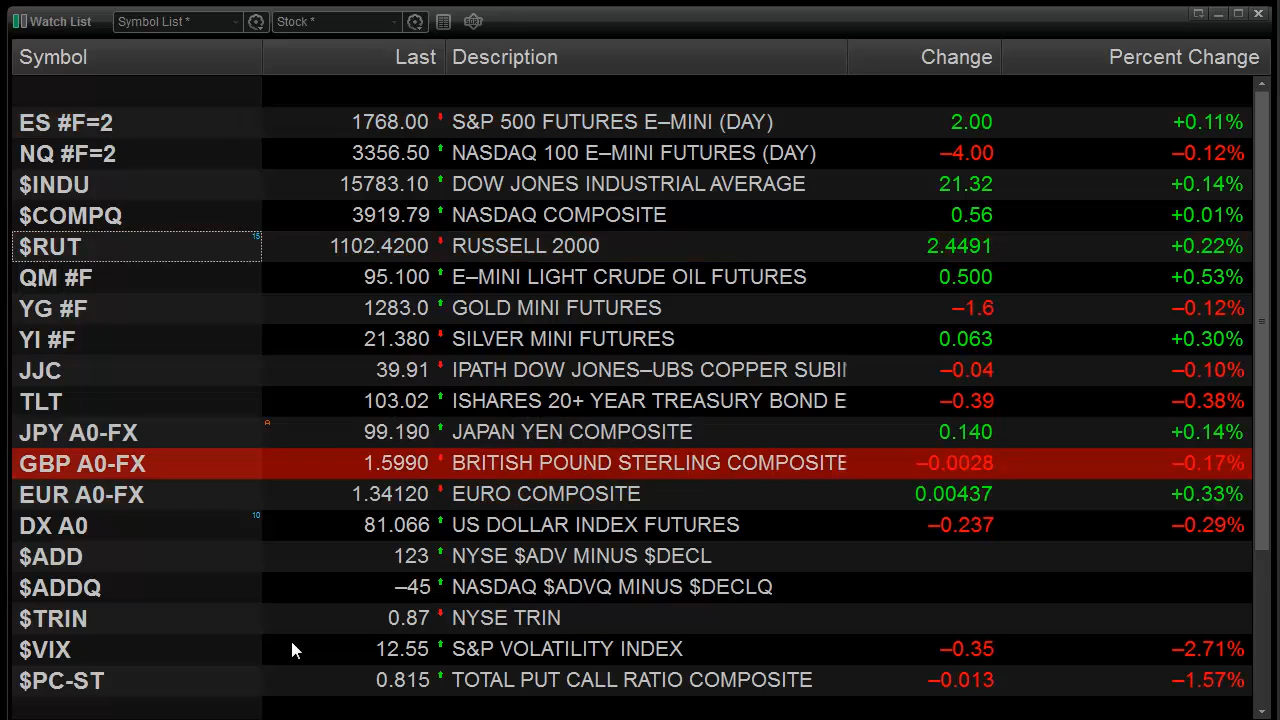 Watch List Symbol List * Stock *
Symbol Last Description Change Percent Change
ES #F=2 1768.00 S&P 500 FUTURES E–MINI (DAY) 2.00 +0.11%
NQ #F=2 3356.50 NASDAQ 100 E–MINI FUTURES (DAY) –4.00 –0.12%
$INDU 15783.10 DOW JONES INDUSTRIAL AVERAGE 21.32 +0.14%
$COMPQ 3919.79 NASDAQ COMPOSITE 0.56 +0.01%
$RUT 15 1102.4200 RUSSELL 2000 2.4491 +0.22%
QM #F 95.100 E–MINI LIGHT CRUDE OIL FUTURES 0.500 +0.53%
YG #F 1283.0 GOLD MINI FUTURES –1.6 –0.12%
YI #F 21.380 SILVER MINI FUTURES 0.063 +0.30%
JJC 39.91 IPATH DOW JONES–UBS COPPER –0.04 –0.10%
TLT 103.02 ISHARES 20+ YEAR TREASURY BOND E –0.39 –0.38%
JPY A0-FX 99.190 JAPAN YEN COMPOSITE 0.140 +0.14%
GBP A0-FX 1.5990 BRITISH POUND STERLING COMPOSITE –0.0028 –0.17%
EUR A0-FX 1.34120 EURO COMPOSITE 0.00437 +0.33%
DX A0 10 81.066 US DOLLAR INDEX FUTURES –0.237 –0.29%
$ADD 123 NYSE $ADV MINUS $DECL
$ADDQ –45 NASDAQ $ADVQ MINUS $DECLQ
$TRIN 0.87 NYSE TRIN
$VIX 12.55 S&P VOLATILITY INDEX –0.35 –2.71%
$PC-ST 0.815 TOTAL PUT CALL RATIO COMPOSITE –0.013 –1.57%